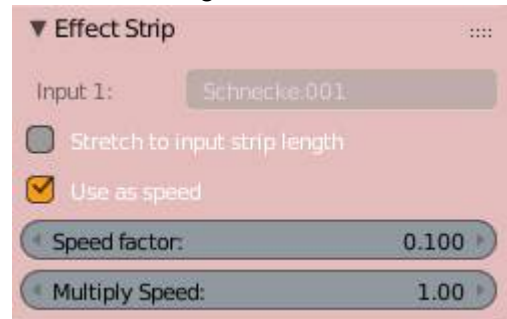 Effect Strip
Input 1: Schnecke.001
Stretch to input strip length
Use as speed
Speed factor: 0.100
Multiply Speed: 1.00